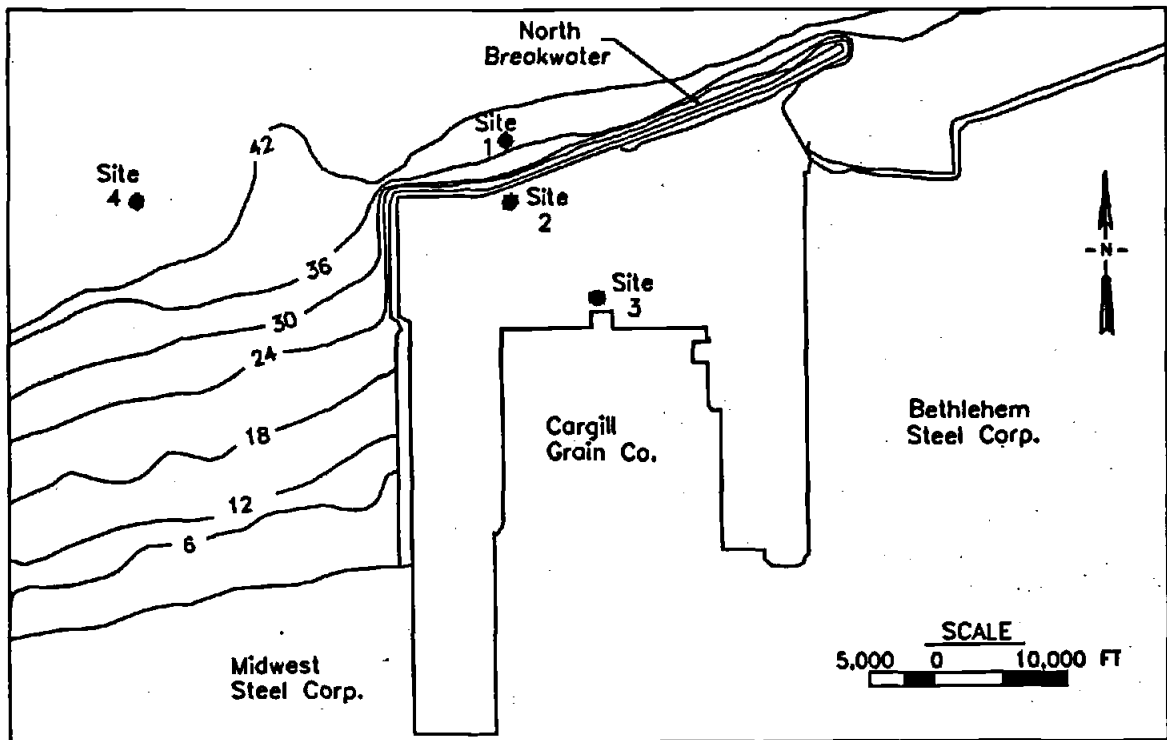 North
Breakwater
Site
1
42
Site
4
Site
2
-N-
36
Site
3
30
24
Cargill
Grain Co.
Bethlehem
Steel Corp.
18
12
6
SCALE
5,000 0 10,000 FT
Midwest
Steel Corp.